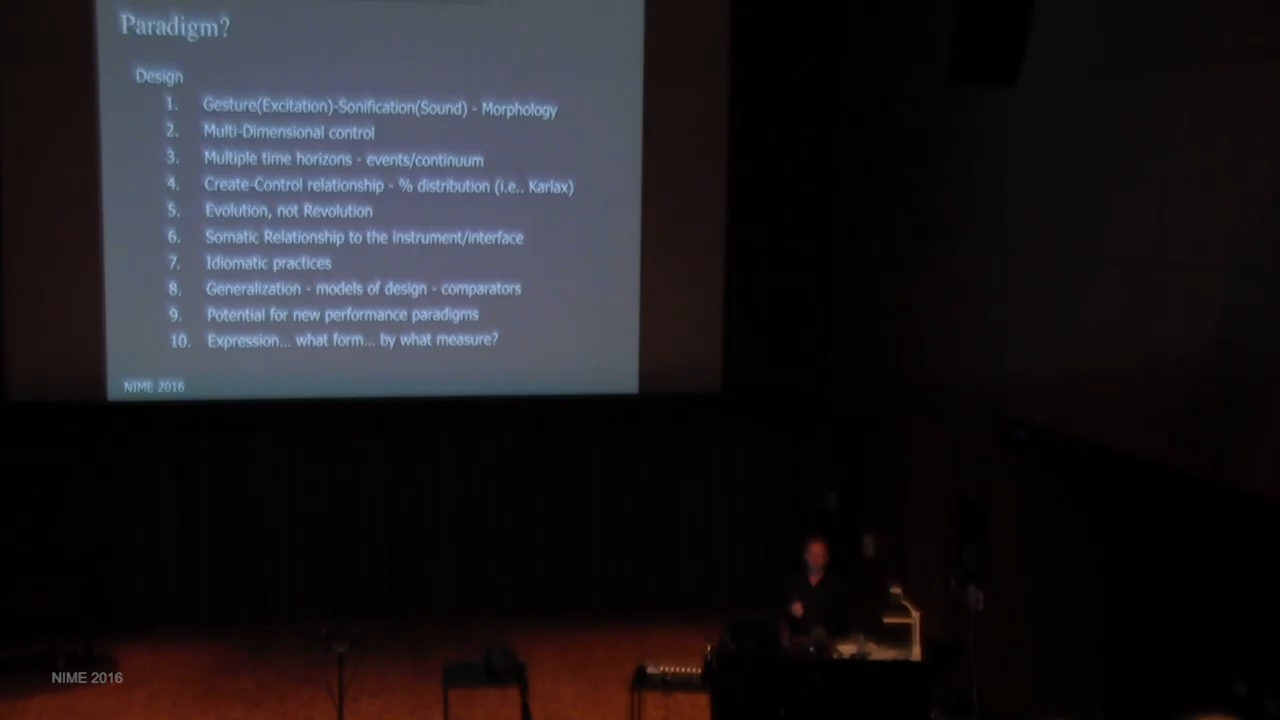 Paradigm?
Design
1. Gesture(Excitation)-Sonification(Sound) - Morphology
2. Multi-Dimensional control
3. Multiple time horizons - events/continuum
4. Create-Control relationship - % distribution (i.e.. Karlax)
5. Evolution, not Revolution
6. Somatic Relationship to the instrument/interface
7. Idiomatic practices
8. Generalization - models of design - comparators
9. Potential for new performance paradigms
10. Expression... what form... by what measure?
NIME 2016
NIME 2016